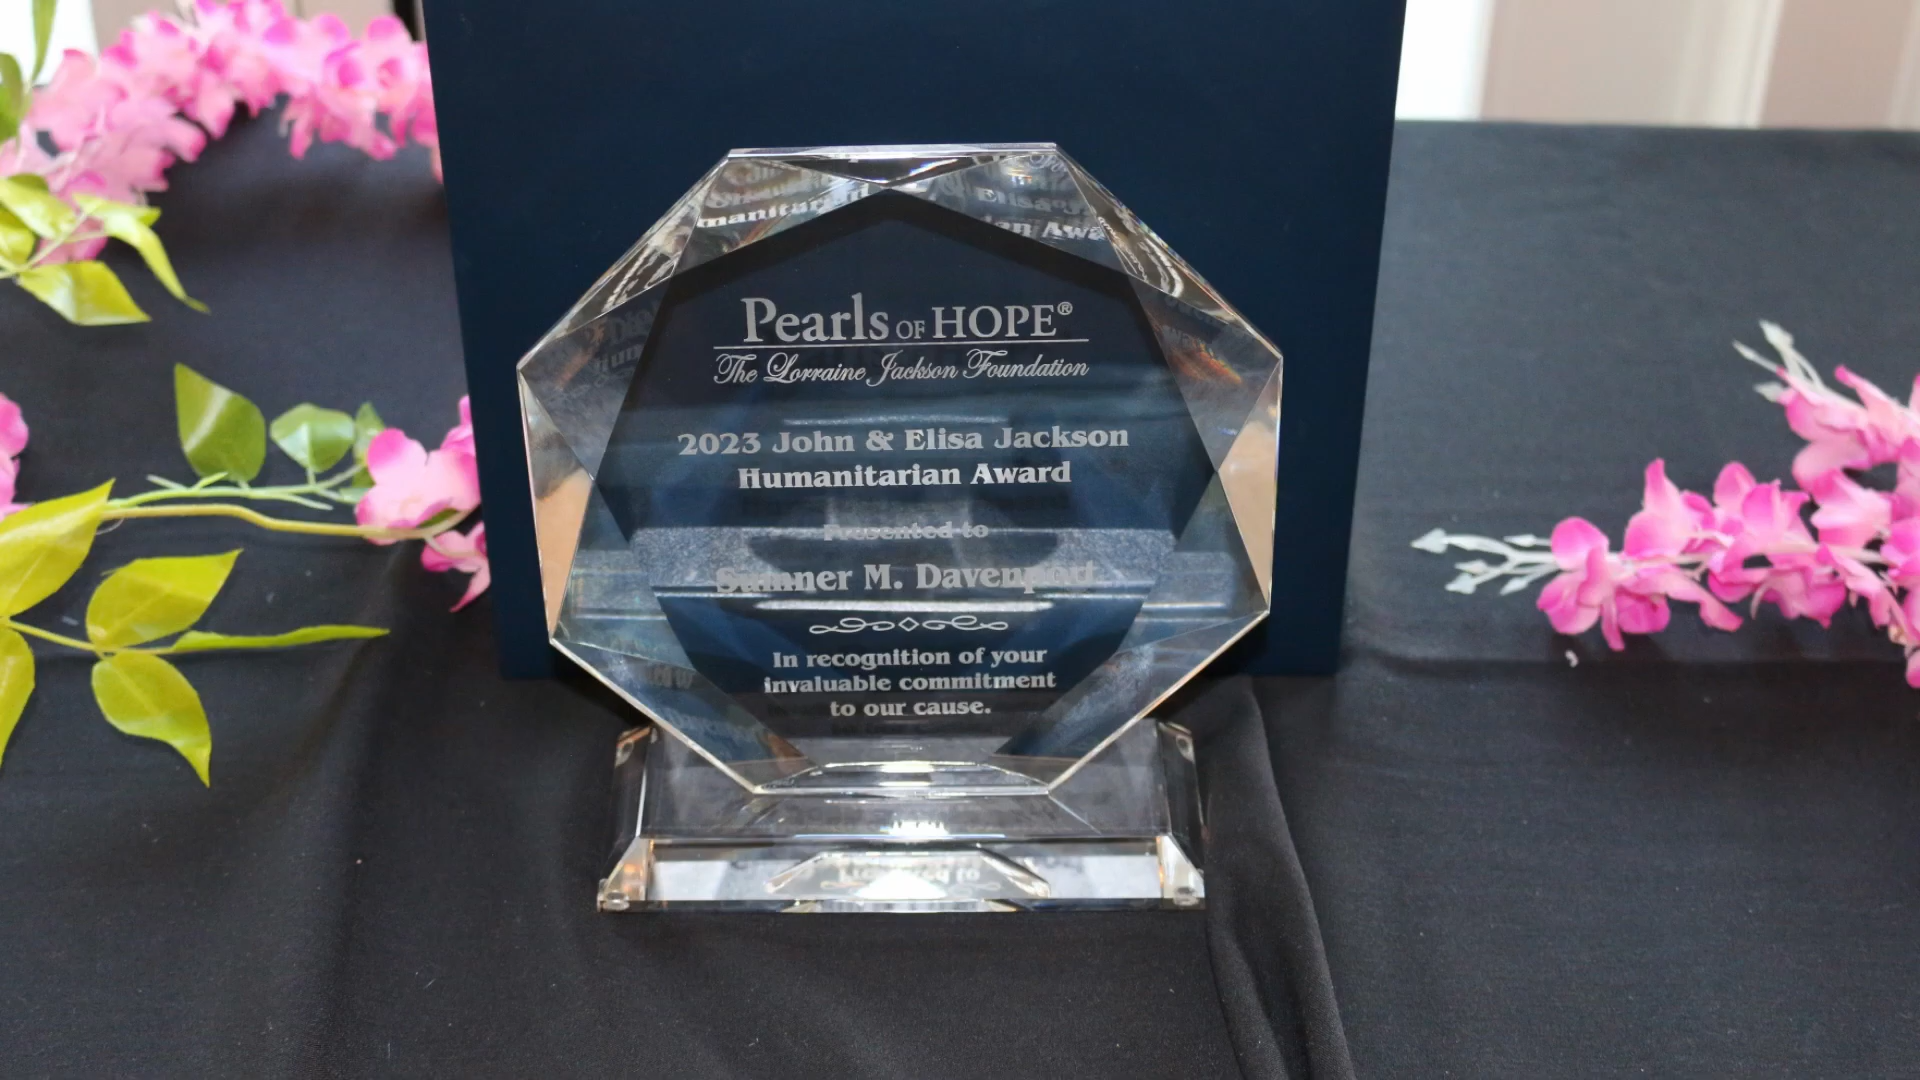 Pearls OF HOPE®
The Lorraine Jackson Foundation
2023 John & Elisa Jackson
Humanitarian Award
Presented to
Sumner M. Davenport
In recognition of your
invaluable commitment
to our cause.